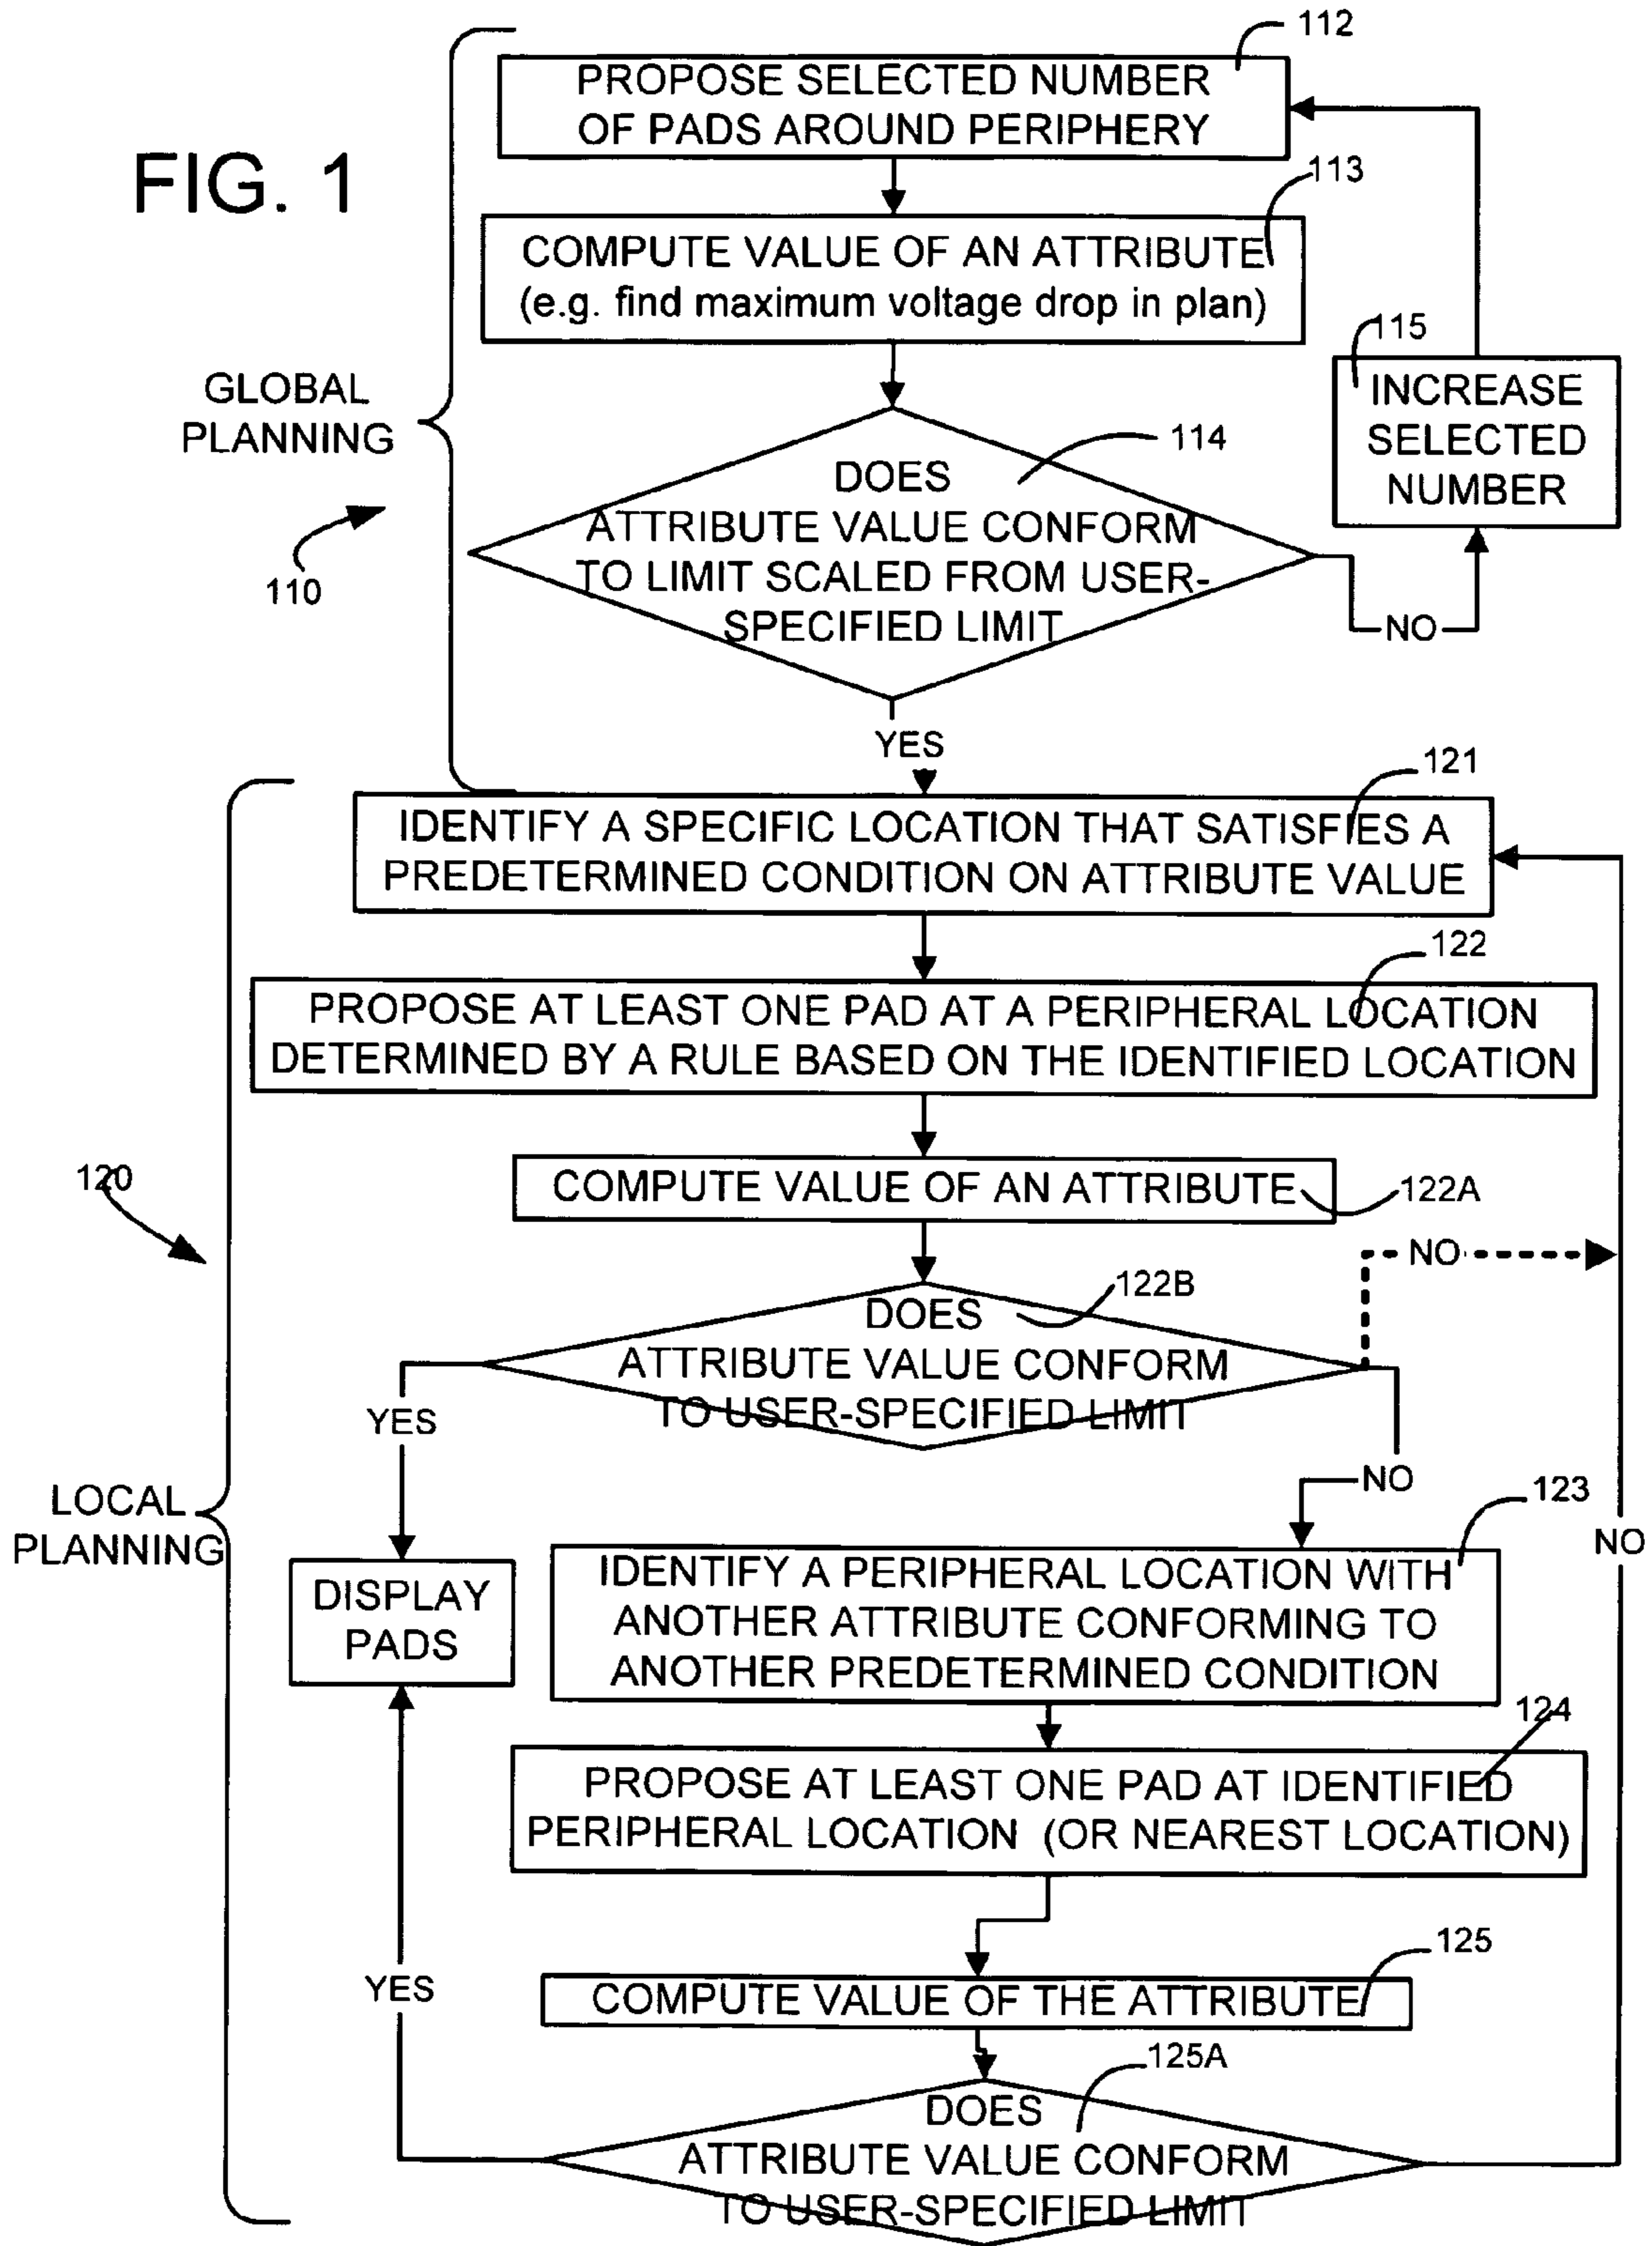 FIG. 1
112
PROPOSE SELECTED NUMBER
OF PADS AROUND PERIPHERY
113
COMPUTE VALUE OF AN ATTRIBUTE
(e.g. find maximum voltage drop in plan)
115
INCREASE
SELECTED
NUMBER
GLOBAL
PLANNING
110
114
DOES
ATTRIBUTE VALUE CONFORM
TO LIMIT SCALED FROM USER-
SPECIFIED LIMIT
NO
YES
121
IDENTIFY A SPECIFIC LOCATION THAT SATISFIES A
PREDETERMINED CONDITION ON ATTRIBUTE VALUE
122
PROPOSE AT LEAST ONE PAD AT A PERIPHERAL LOCATION
DETERMINED BY A RULE BASED ON THE IDENTIFIED LOCATION
120
COMPUTE VALUE OF AN ATTRIBUTE
122A
NO
122B
DOES
ATTRIBUTE VALUE CONFORM
TO USER-SPECIFIED LIMIT
YES
NO
LOCAL
PLANNING
123
NO
DISPLAY
PADS
IDENTIFY A PERIPHERAL LOCATION WITH
ANOTHER ATTRIBUTE CONFORMING TO
ANOTHER PREDETERMINED CONDITION
124
PROPOSE AT LEAST ONE PAD AT IDENTIFIED
PERIPHERAL LOCATION (OR NEAREST LOCATION)
125
YES
COMPUTE VALUE OF THE ATTRIBUTE
125A
DOES
ATTRIBUTE VALUE CONFORM
TO USER-SPECIFIED LIMIT